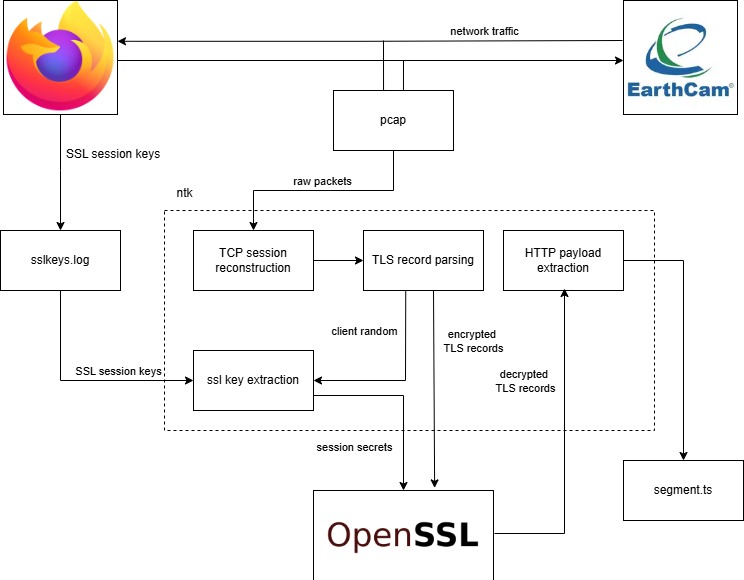 network traffic
EarthCam®
pcap
SSL session keys
raw packets
ntk
sslkeys.log
TCP session
reconstruction
TLS record parsing
HTTP payload
extraction
client random
encrypted
TLS records
SSL session keys
ssl key extraction
decrypted
TLS records
session secrets
segment.ts
OpenSSL